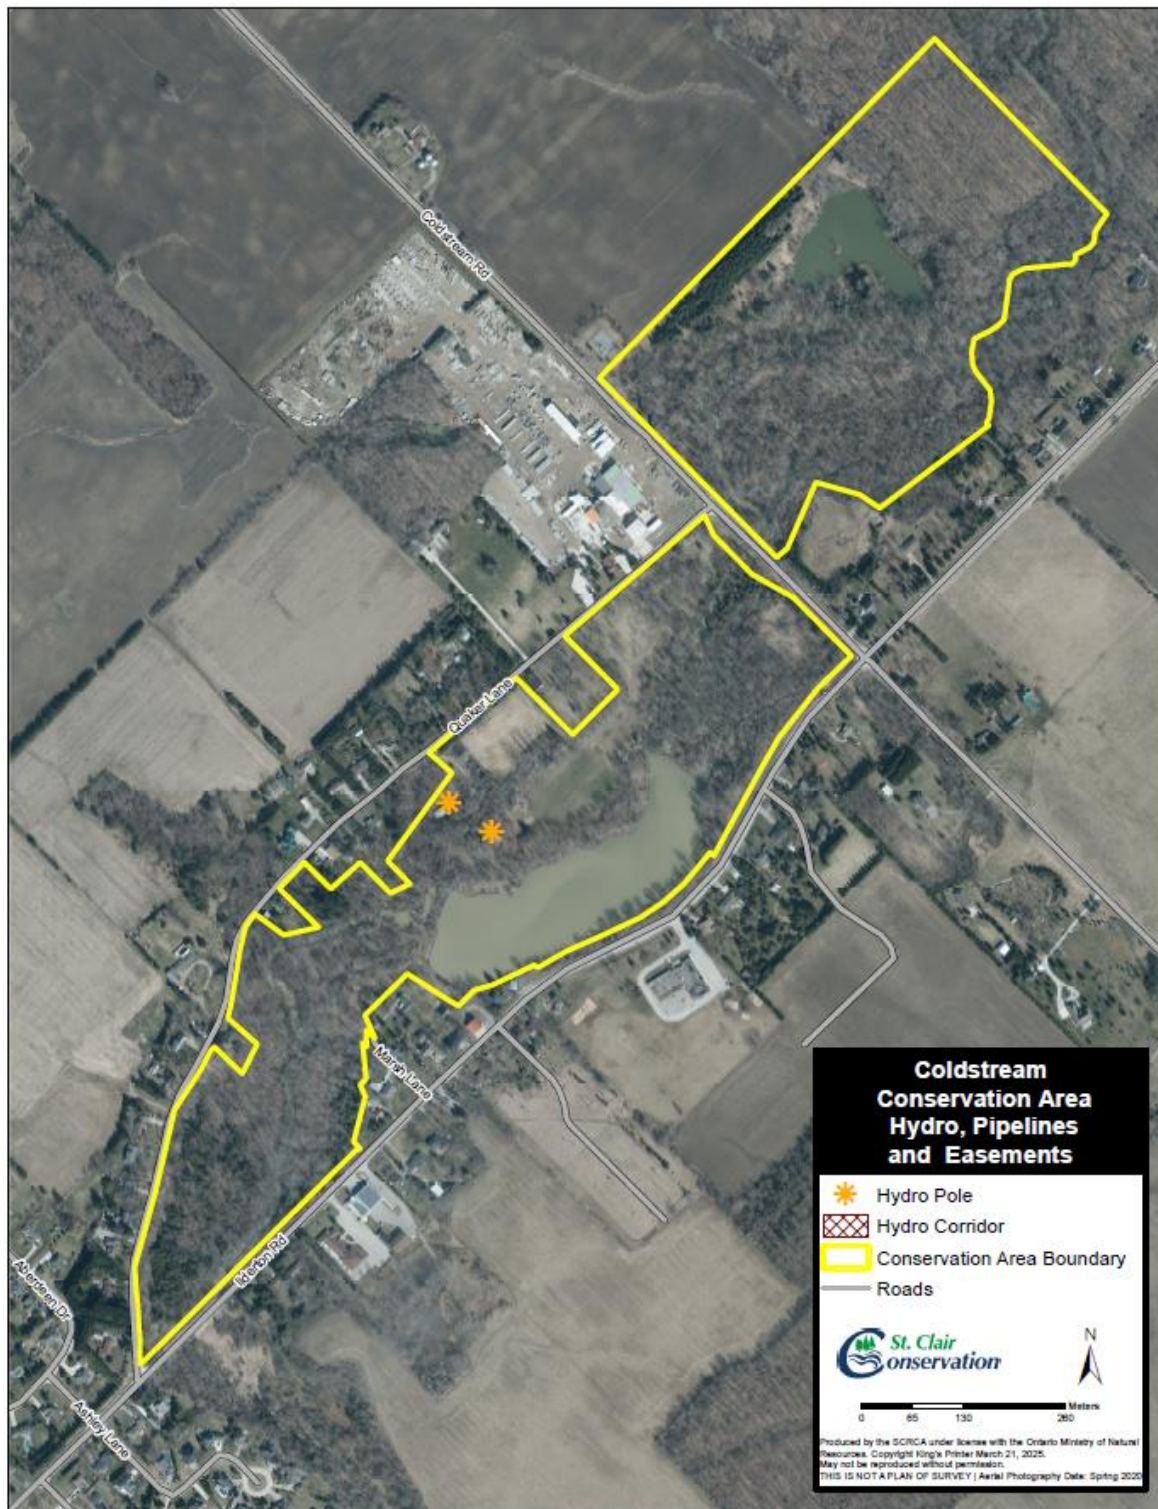 Coldstream Rd
Quaker Lane
Marsh Lane
Ilderton Rd
Aberdeen Dr
Ashley Lane
Coldstream
Conservation Area
Hydro, Pipelines
and Easements
Hydro Pole
Hydro Corridor
Conservation Area Boundary
Roads
St. Clair
Conservation
N
Meters
0 65 130 260
Produced by the SCRCA under license with the Ontario Ministry of Natural
Resources. Copyright King's Printer March 21, 2025.
May not be reproduced without permission.
THIS IS NOT A PLAN OF SURVEY | Aerial Photography Date: Spring 2020